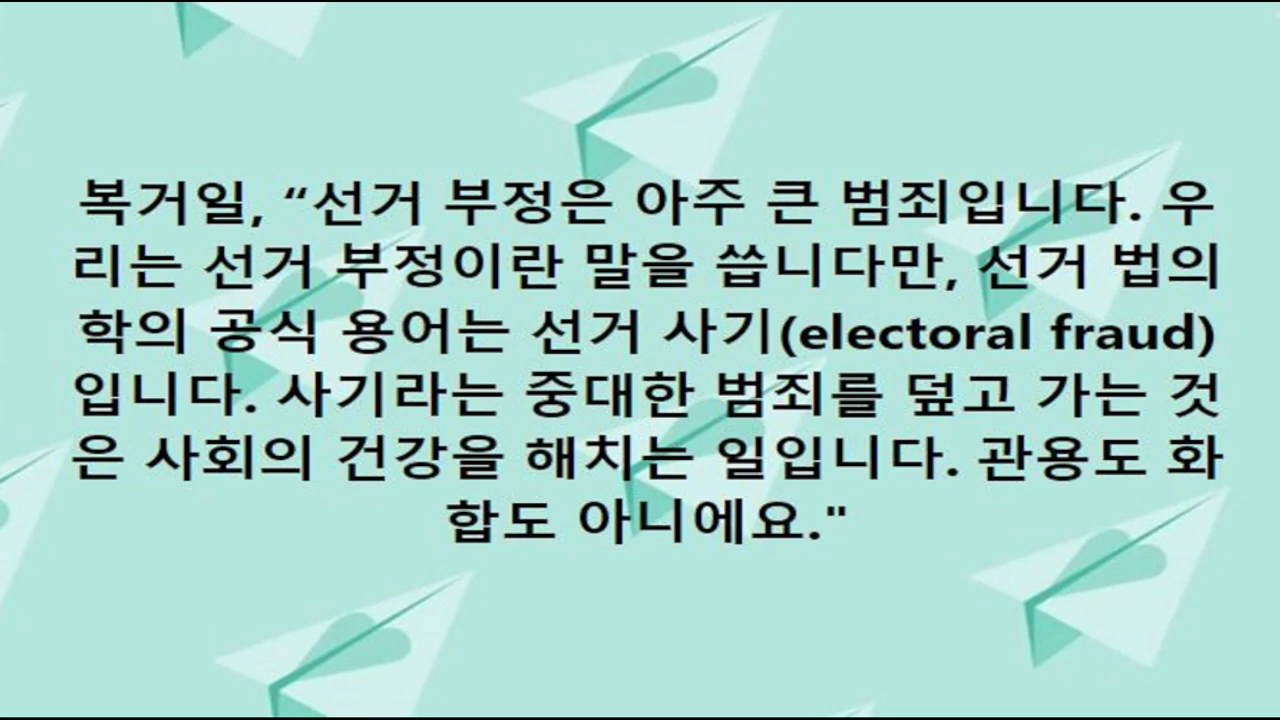 복거일, “선거 부정은 아주 큰 범죄입니다. 우
리는 선거 부정이란 말을 씁니다만, 선거 법의
학의 공식 용어는 선거 사기(electoral fraud)
입니다. 사기라는 중대한 범죄를 덮고 가는 것
은 사회의 건강을 해치는 일입니다. 관용도 화
합도 아니에요."